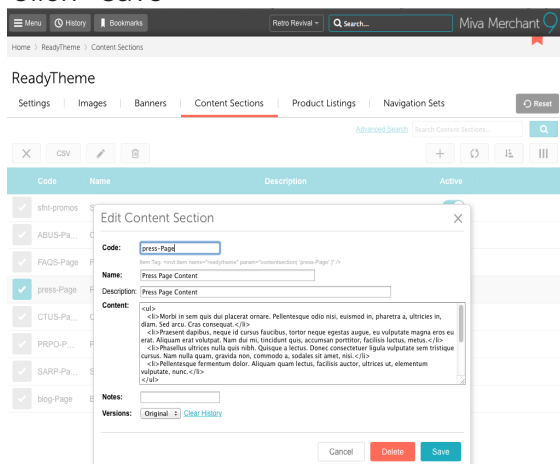 Menu History Bookmarks Retro Revival Search... Miva Merchant 9
Home > ReadyTheme > Content Sections
ReadyTheme
Settings Images Banners Content Sections Product Listings Navigation Sets Reset
Advanced Search Search Content Sections...
CSV
Code Name Description Active
sfnt-promos S
ABUS-Pa...
FAQS-Page F
press-Page
CTUS-Pa...
PRPO-P...
SARP-Pa... S
blog-Page
Edit Content Section
Code: press-Page
Item Tag: <mvt:item name="readytheme" param="contentsection( 'press-Page' )" />
Name: Press Page Content
Description: Press Page Content
Content: <ul>
<li>Morbi in sem quis dui placerat ornare. Pellentesque odio nisi, euismod in, pharetra a, ultricies in,
diam. Sed arcu. Cras consequat.</li>
<li>Praesent dapibus, neque id cursus faucibus, tortor neque egestas augue, eu vulputate magna eros eu
erat. Aliquam erat volutpat. Nam dui mi, tincidunt quis, accumsan porttitor, facilisis luctus, metus.</li>
<li>Phasellus ultrices nulla quis nibh. Quisque a lectus. Donec consectetuer ligula vulputate sem tristique
cursus. Nam nulla quam, gravida non, commodo a, sodales sit amet, nisi.</li>
<li>Pellentesque fermentum dolor. Aliquam quam lectus, facilisis auctor, ultrices ut, elementum
vulputate, nunc.</li>
</ul>
Notes:
Versions: Original Clear History
Cancel Delete Save